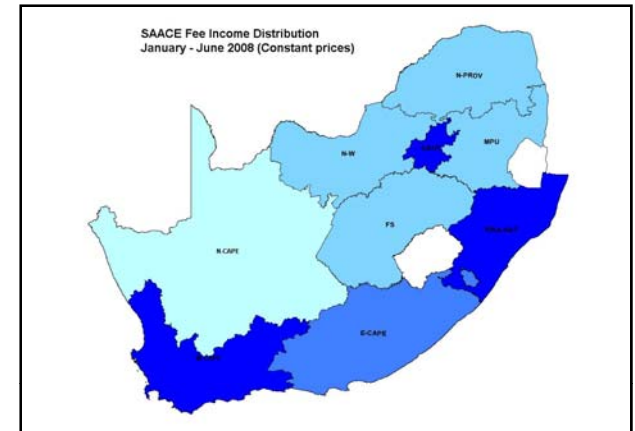 SAACE Fee Income Distribution
January - June 2008 (Constant prices)
N-PROV
MPU
N-W
FS
N-CAPE
E-CAPE